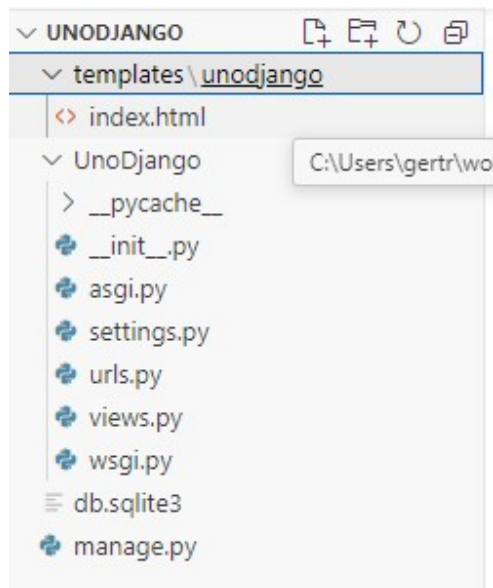 UNODJANGO
templates\unodjango
<> index.html
UnoDjango
C:\Users\gertr\wo
__pycache__
__init__.py
asgi.py
settings.py
urls.py
views.py
wsgi.py
db.sqlite3
manage.py